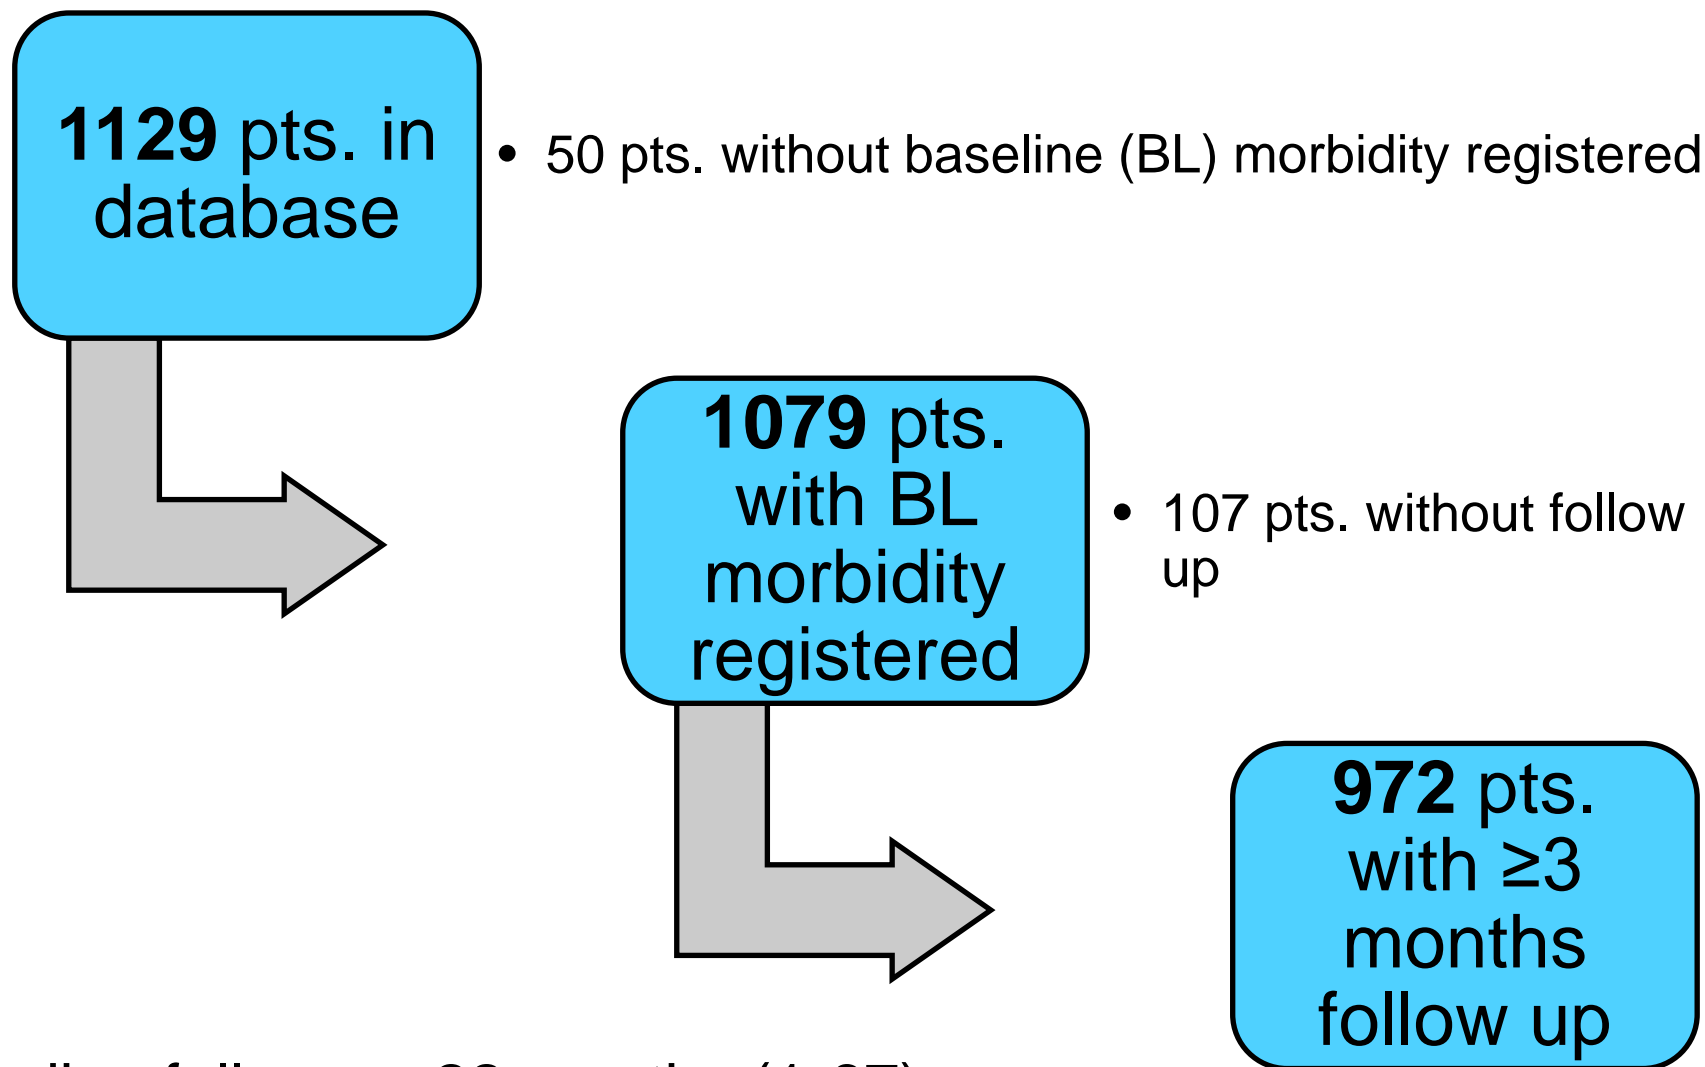 1129 pts. in
database
• 50 pts. without baseline (BL) morbidity registered
1079 pts.
with BL
morbidity
registered
• 107 pts. without follow
up
972 pts.
with ≥3
months
follow up